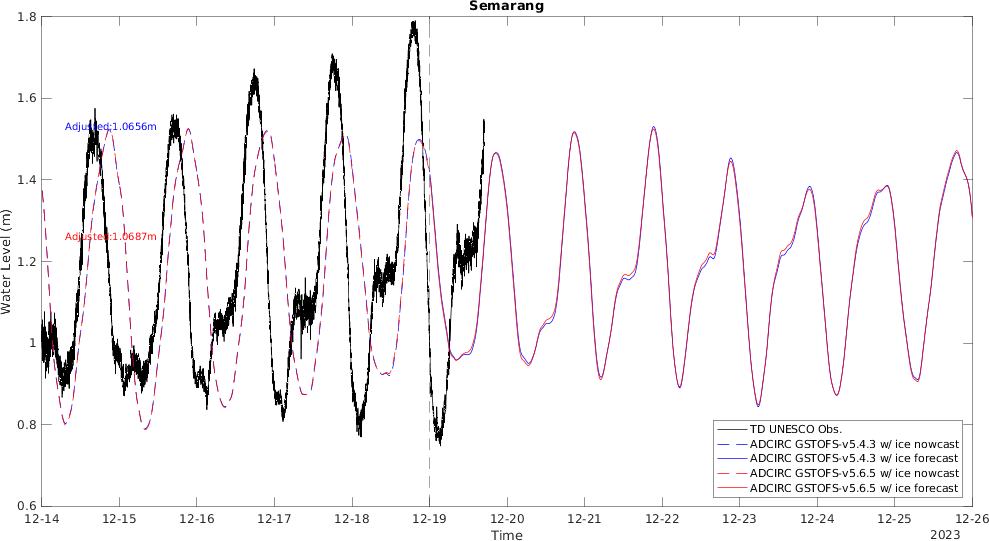 Semarang
Water Level (m)
1.8
1.6
1.4
1.2
1
0.8
0.6
Adjusted:1.0656m
Adjusted:1.0687m
TD UNESCO Obs.
ADCIRC GSTOFS-v5.4.3 w/ ice nowcast
ADCIRC GSTOFS-v5.4.3 w/ ice forecast
ADCIRC GSTOFS-v5.6.5 w/ ice nowcast
ADCIRC GSTOFS-v5.6.5 w/ ice forecast
12-14 12-15 12-16 12-17 12-18 12-19 12-20 12-21 12-22 12-23 12-24 12-25 12-26
Time
2023